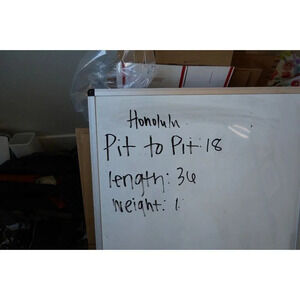 Honolulu
Pit to Pit: 18
length: 36
weight: 1